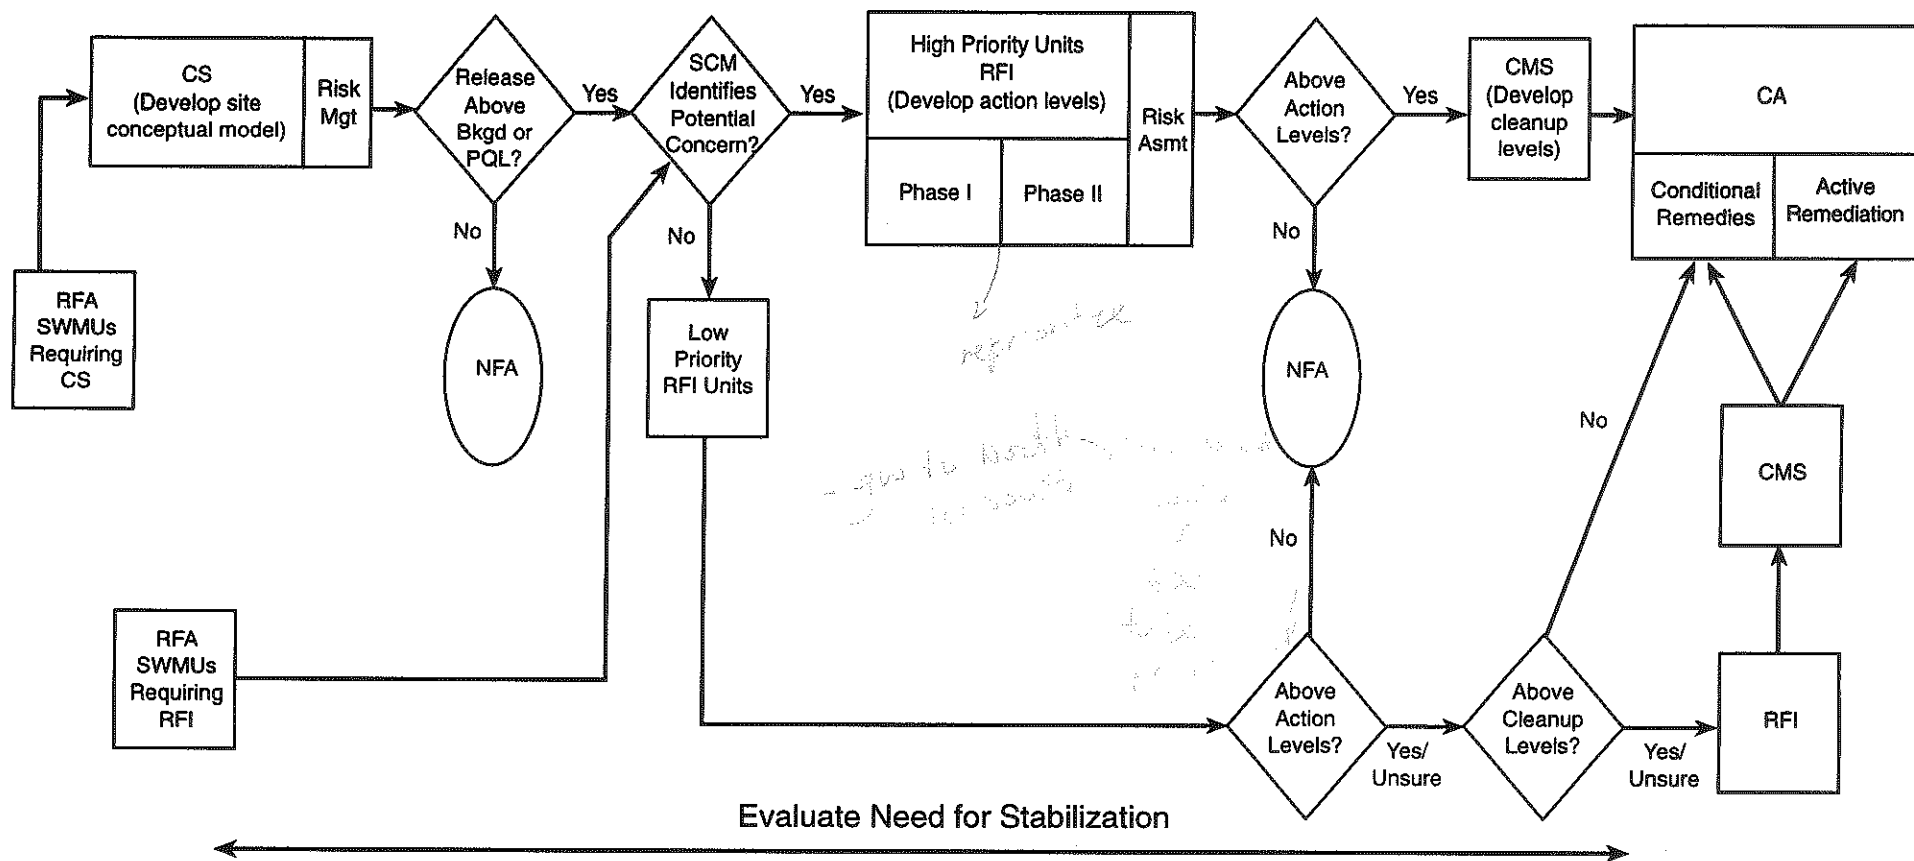 CS
(Develop site
conceptual model)
Risk
Mgt
Release
Above
Bkgd or
PQL?
Yes
SCM
Identifies
Potential
Concern?
Yes
High Priority Units
RFI
(Develop action levels)
Phase I
Phase II
Risk
Asmt
Above
Action
Levels?
Yes
CMS
(Develop
cleanup
levels)
CA
Conditional
Remedies
Active
Remediation
No
No
No
RFA
SWMUs
Requiring
CS
NFA
Low
Priority
RFI Units
NFA
No
CMS
No
RFA
SWMUs
Requiring
RFI
Above
Action
Levels?
Yes/
Unsure
Above
Cleanup
Levels?
Yes/
Unsure
RFI
Evaluate Need for Stabilization